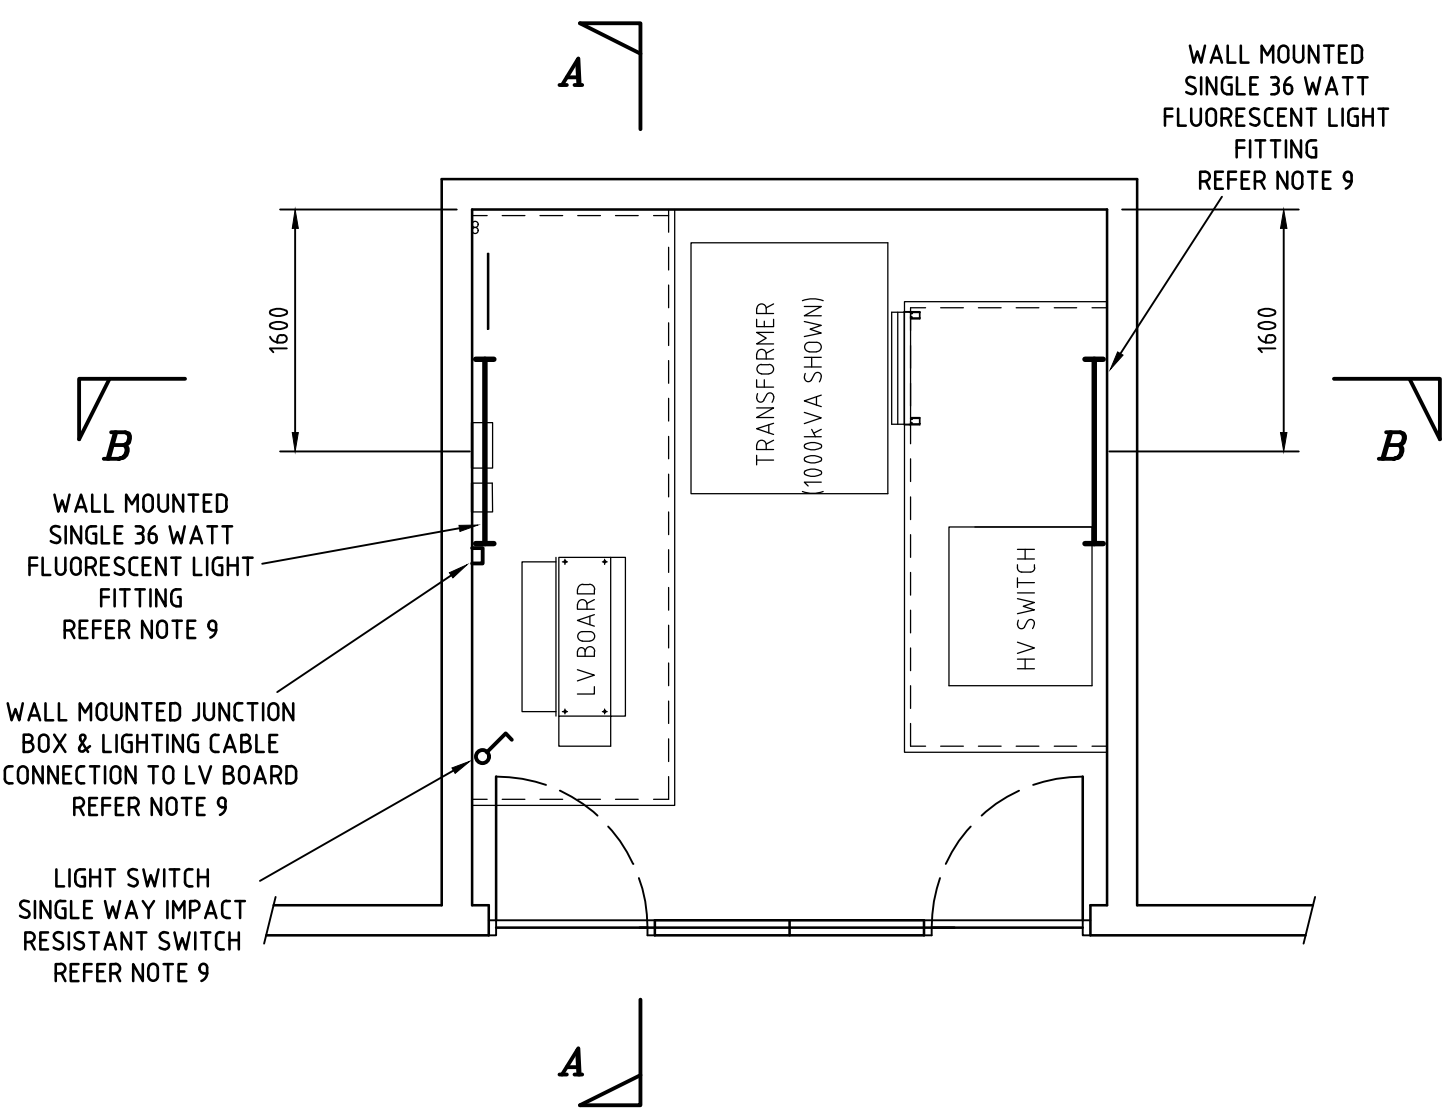 A
WALL MOUNTED
SINGLE 36 WATT
FLUORESCENT LIGHT
FITTING
REFER NOTE 9
1600
TRANSFORMER
(1000kVA SHOWN)
1600
B
B
WALL MOUNTED
SINGLE 36 WATT
FLUORESCENT LIGHT
FITTING
REFER NOTE 9
LV BOARD
HV SWITCH
WALL MOUNTED JUNCTION
BOX & LIGHTING CABLE
CONNECTION TO LV BOARD
REFER NOTE 9
LIGHT SWITCH
SINGLE WAY IMPACT
RESISTANT SWITCH
REFER NOTE 9
A